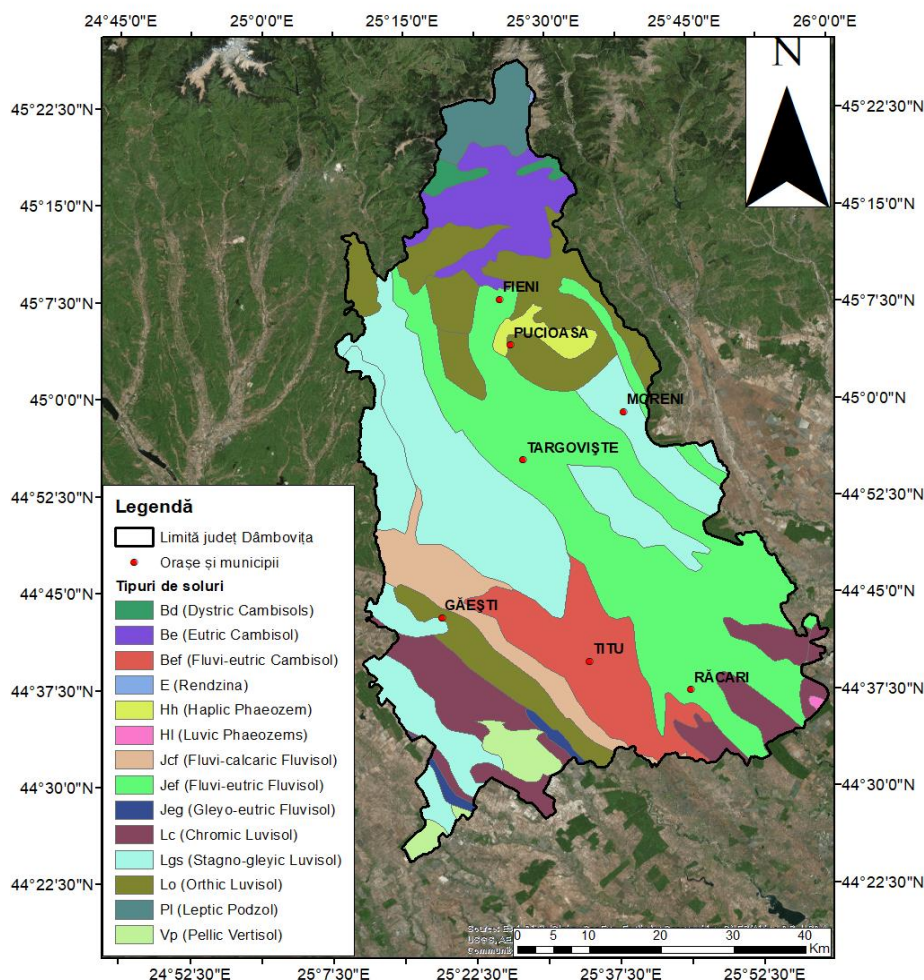 24°45'0"E 25°0'0"E 25°15'0"E 25°30'0"E 25°45'0"E 26°0'0"E
N
45°22'30"N 45°22'30"N
45°15'0"N 45°15'0"N
45°7'30"N 45°7'30"N
FIENI
PUCIOASA
45°0'0"N 45°0'0"N
MORENI
TARGOVIŞTE
44°52'30"N 44°52'30"N
44°45'0"N 44°45'0"N
GĂEŞTI
TITU
RĂCARI
44°37'30"N 44°37'30"N
44°30'0"N 44°30'0"N
44°22'30"N 44°22'30"N
Legendă
Limită județ Dâmbovița
Orașe și municipii
Tipuri de soluri
Bd (Dystric Cambisols)
Be (Eutric Cambisol)
Bef (Fluvi-eutric Cambisol)
E (Rendzina)
Hh (Haplic Phaeozem)
Hl (Luvic Phaeozems)
Jcf (Fluvi-calcaric Fluvisol)
Jef (Fluvi-eutric Fluvisol)
Jeg (Gleyo-eutric Fluvisol)
Lc (Chromic Luvisol)
Lgs (Stagno-gleyic Luvisol)
Lo (Orthic Luvisol)
Pl (Leptic Podzol)
Vp (Pellic Vertisol)
0 5 10 20 30 40
Km
24°52'30"E 25°7'30"E 25°22'30"E 25°37'30"E 25°52'30"E